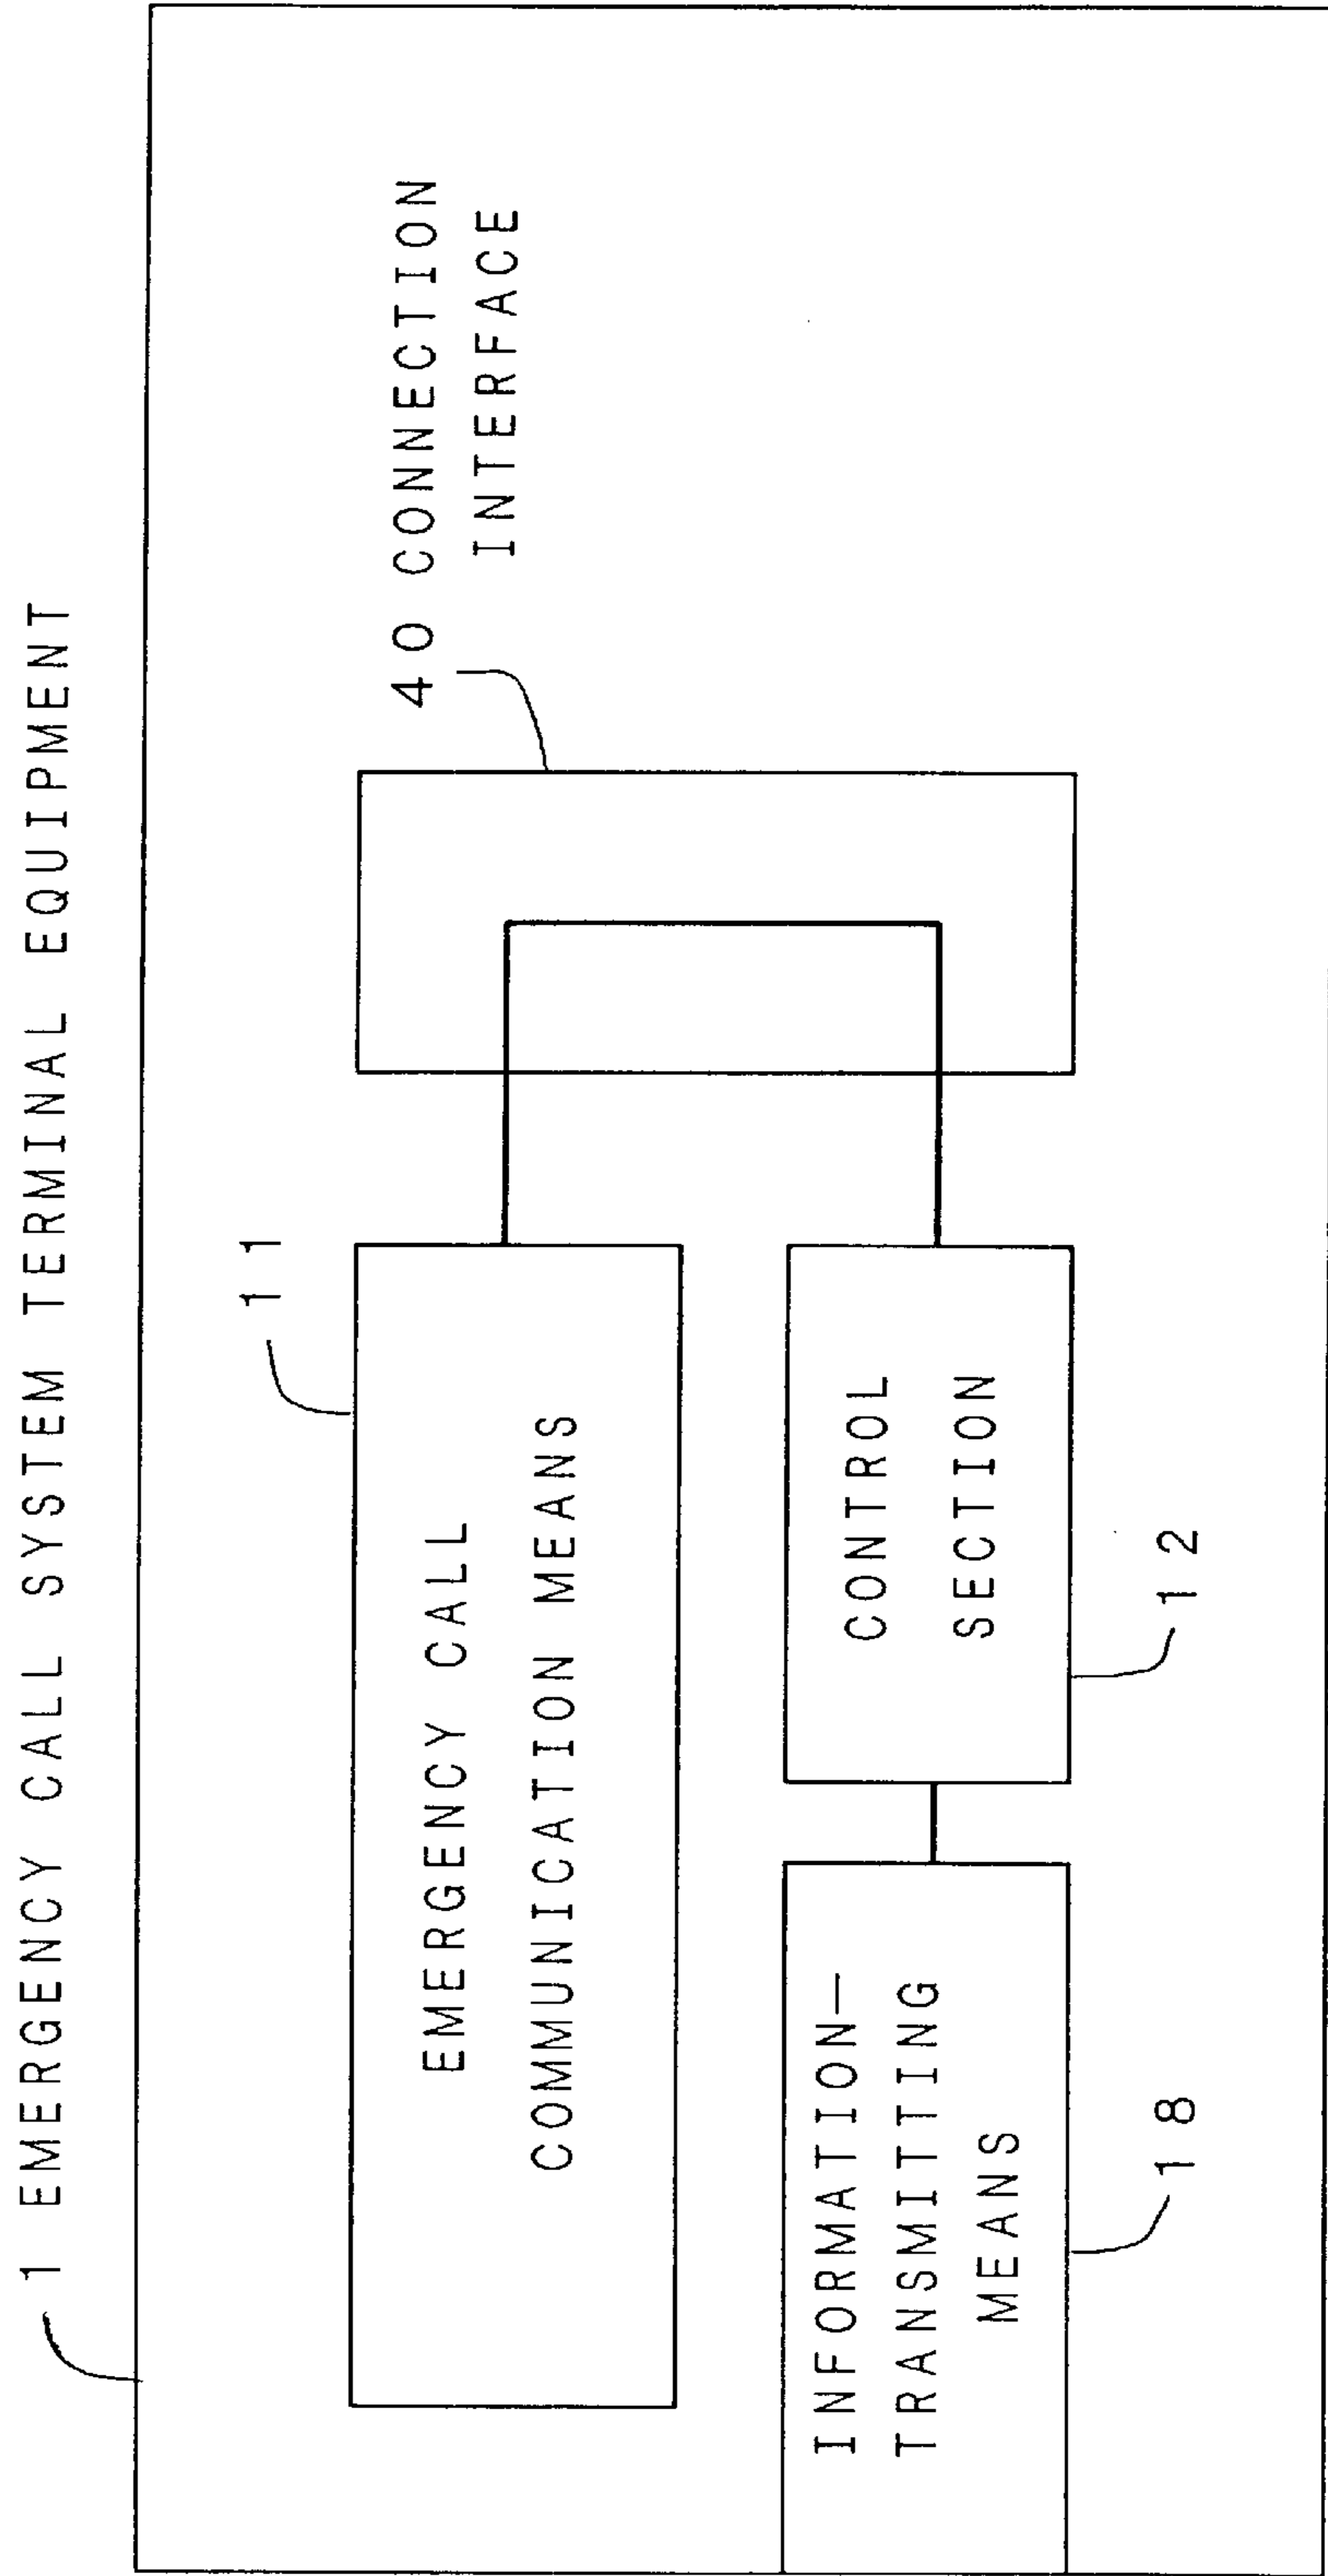 1 EMERGENCY CALL SYSTEM TERMINAL EQUIPMENT
11
EMERGENCY CALL
COMMUNICATION MEANS
40 CONNECTION
INTERFACE
INFORMATION—
TRANSMITTING
MEANS
18
CONTROL
SECTION
12